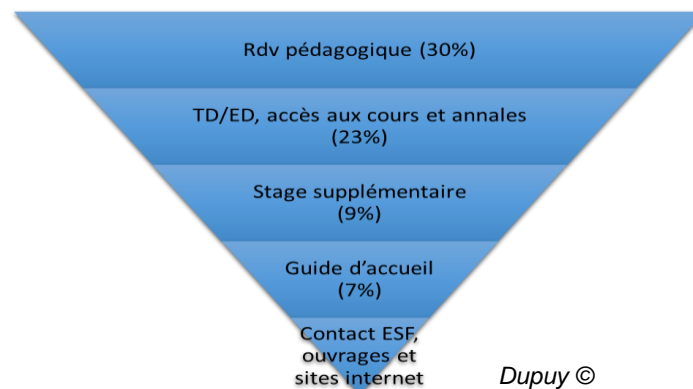 Rdv pédagogique (30%)
TD/ED, accès aux cours et annales
(23%)
Stage supplémentaire
(9%)
Guide d’accueil
(7%)
Contact ESF,
ouvrages et
sites internet
Dupuy ©